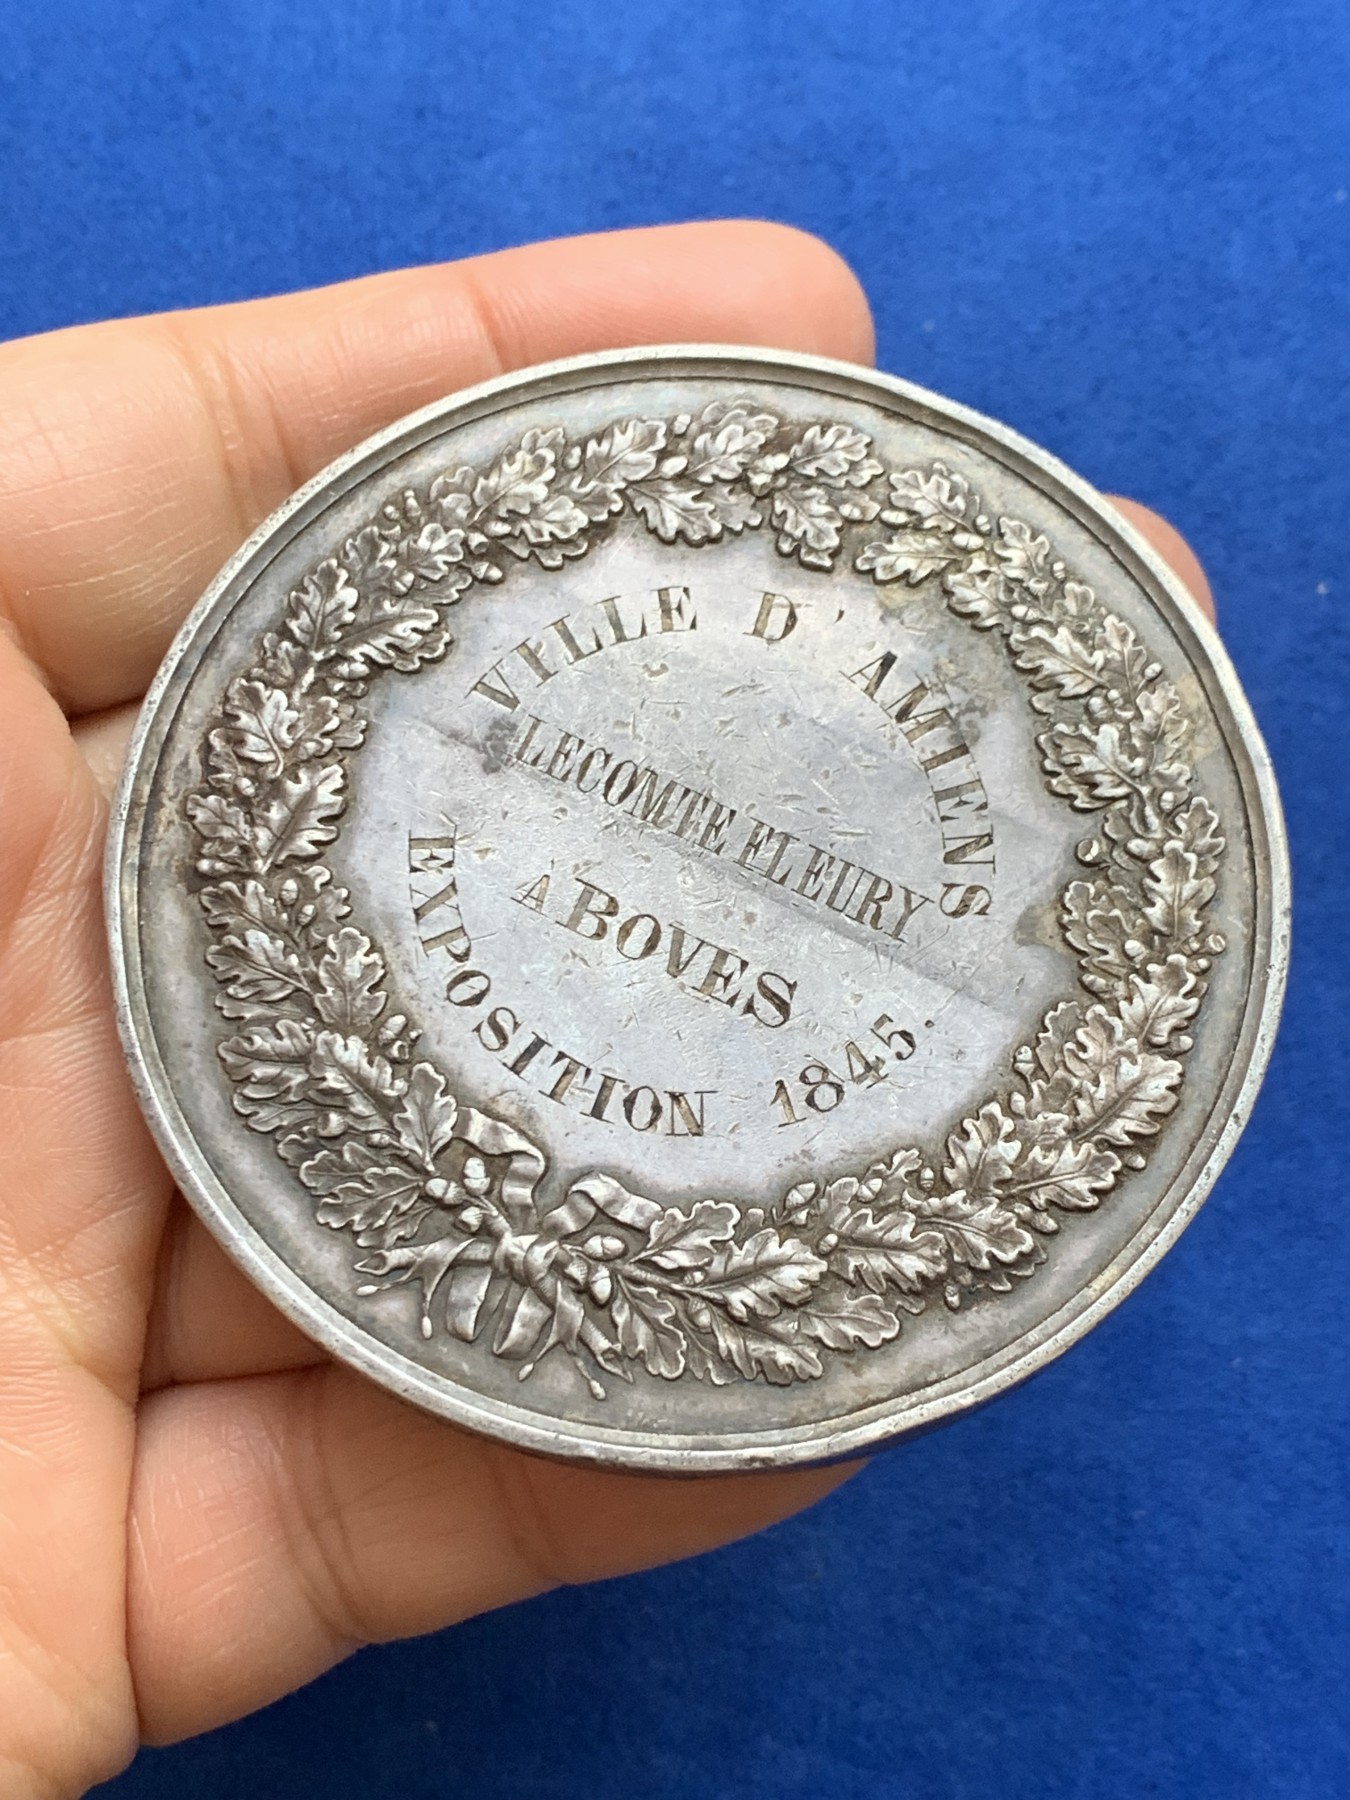 VILLE D'AMIENS
LECOMTE FLEURY
A BOVES
EXPOSITION 1845.